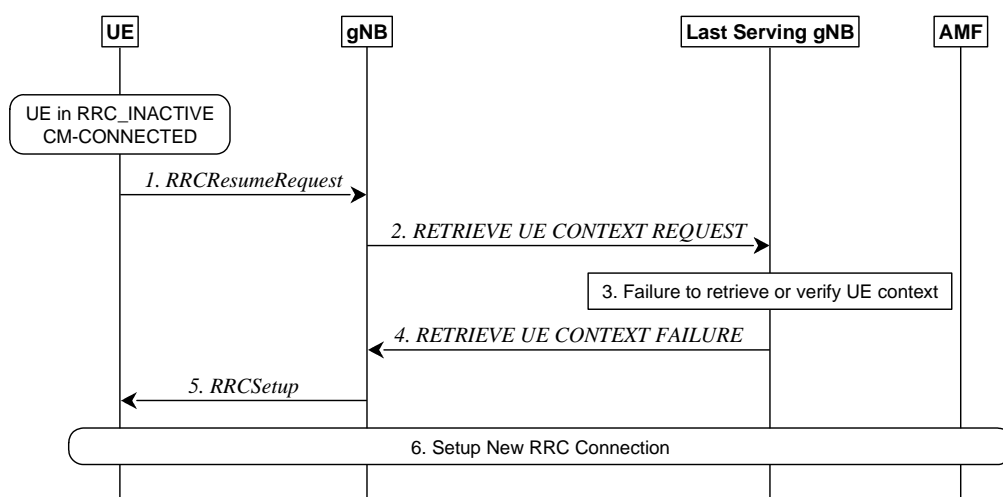 UE
gNB
Last Serving gNB
AMF
UE in RRC_INACTIVE
CM-CONNECTED
1. RRCResumeRequest
2. RETRIEVE UE CONTEXT REQUEST
3. Failure to retrieve or verify UE context
4. RETRIEVE UE CONTEXT FAILURE
5. RRCSetup
6. Setup New RRC Connection